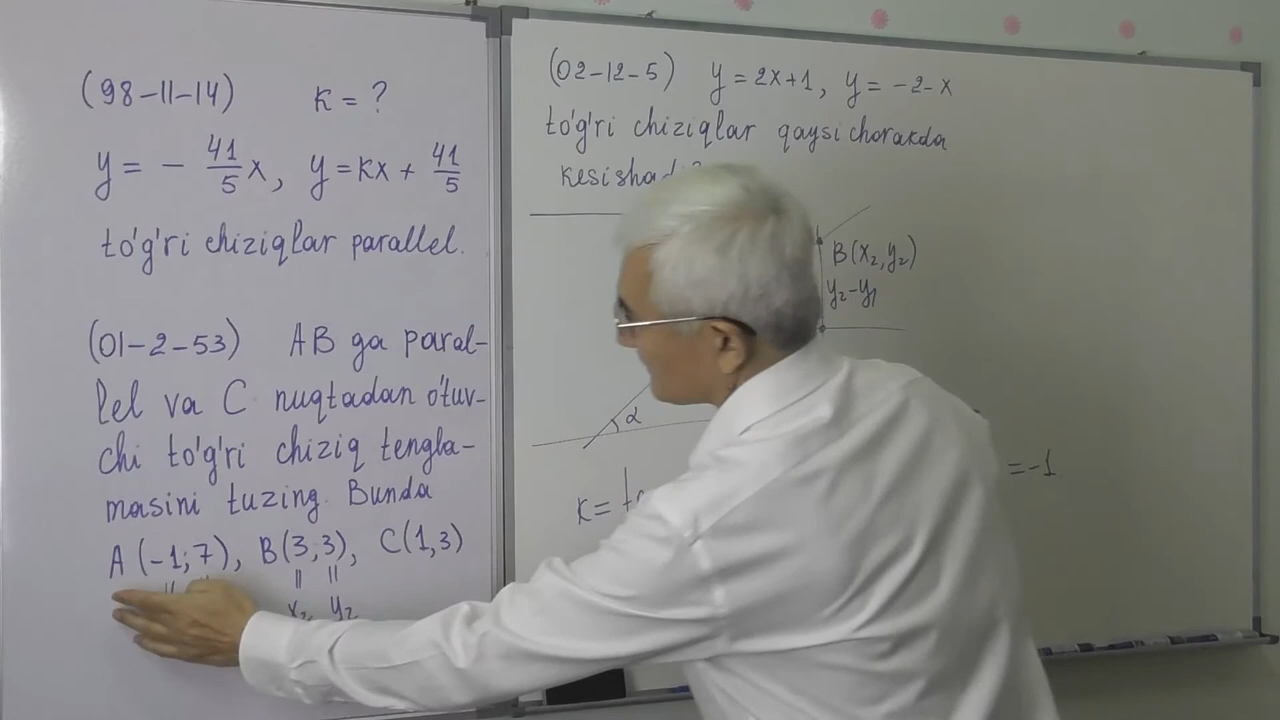 (98-11-14) K = ?
y = - 41/5 x, y = kx + 41/5
to'g'ri chiziqlar parallel.
(01-2-53) AB ga paral-
lel va C nuqtadan o'tuv-
chi to'g'ri chiziq tengla-
masini tuzing. Bunda
A(-1;7), B(3,3), C(1,3)
x₂ y₂
(02-12-5) y = 2x+1, y = -2-x
to'g'ri chiziqlar qaysi chorakda
B(x₂,y₂)
y₂-y₁
α
= -1
K =